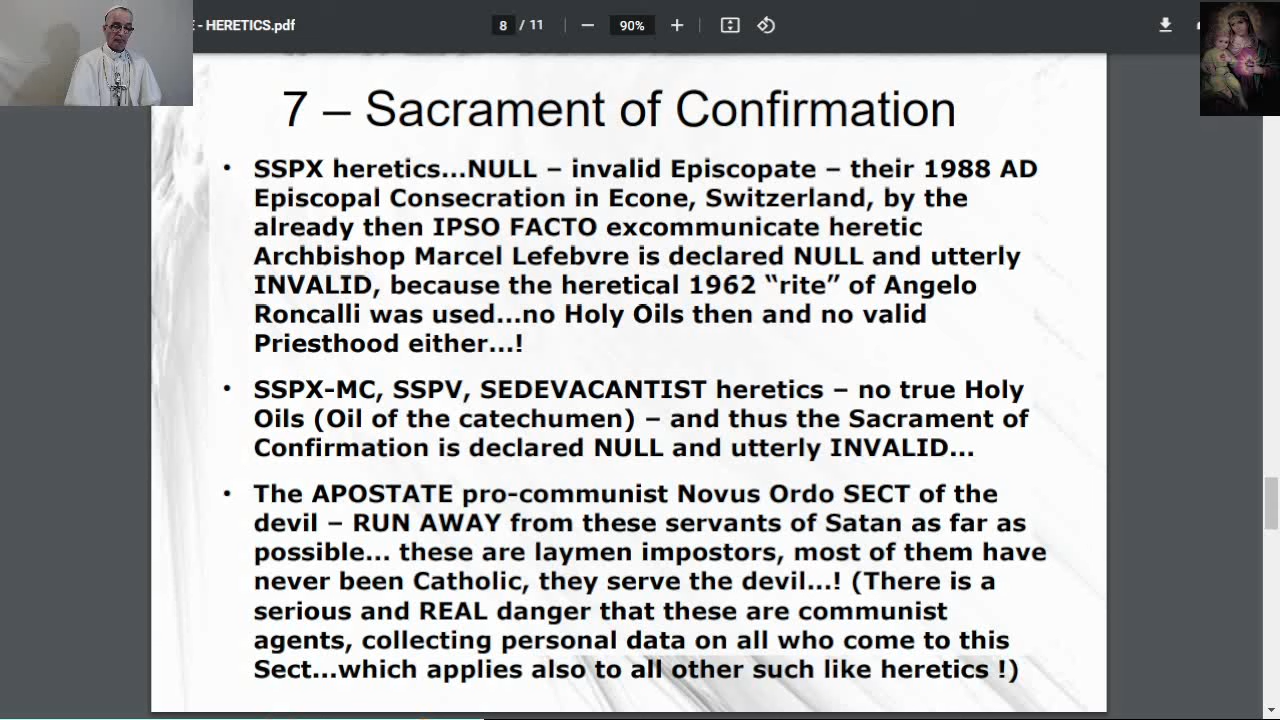 - HERETICS.pdf
8 / 11
90%
7 – Sacrament of Confirmation
• SSPX heretics...NULL – invalid Episcopate – their 1988 AD
Episcopal Consecration in Econe, Switzerland, by the
already then IPSO FACTO excommunicate heretic
Archbishop Marcel Lefebvre is declared NULL and utterly
INVALID, because the heretical 1962 “rite” of Angelo
Roncalli was used...no Holy Oils then and no valid
Priesthood either...!
• SSPX-MC, SSPV, SEDEVACANTIST heretics – no true Holy
Oils (Oil of the catechumen) – and thus the Sacrament of
Confirmation is declared NULL and utterly INVALID...
• The APOSTATE pro-communist Novus Ordo SECT of the
devil – RUN AWAY from these servants of Satan as far as
possible... these are laymen impostors, most of them have
never been Catholic, they serve the devil...! (There is a
serious and REAL danger that these are communist
agents, collecting personal data on all who come to this
Sect...which applies also to all other such like heretics !)